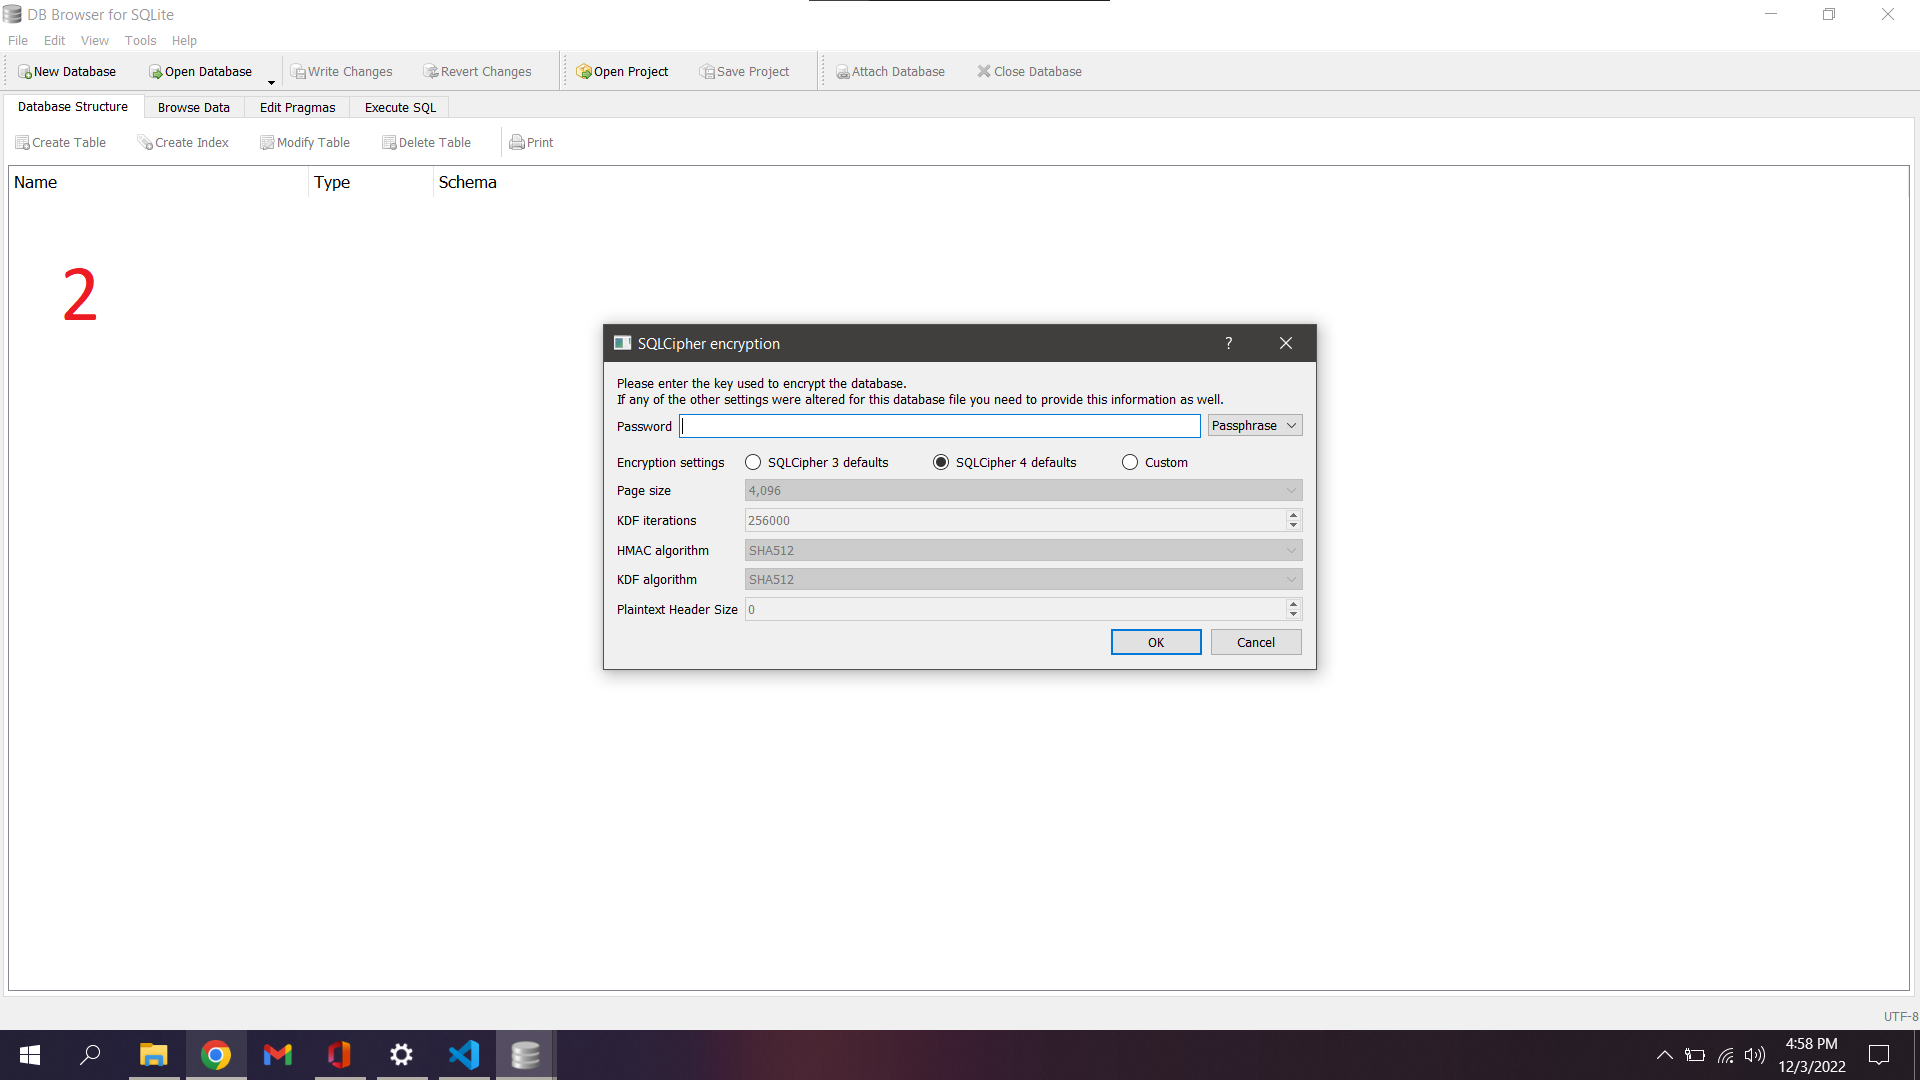 DB Browser for SQLite
File Edit View Tools Help
New Database Open Database Write Changes Revert Changes Open Project Save Project Attach Database Close Database
Database Structure Browse Data Edit Pragmas Execute SQL
Create Table Create Index Modify Table Delete Table Print
Name Type Schema
2
SQLCipher encryption ?
Please enter the key used to encrypt the database.
If any of the other settings were altered for this database file you need to provide this information as well.
Password Passphrase
Encryption settings SQLCipher 3 defaults SQLCipher 4 defaults Custom
Page size 4,096
KDF iterations 256000
HMAC algorithm SHA512
KDF algorithm SHA512
Plaintext Header Size 0
OK Cancel
UTF-8
4:58 PM
12/3/2022